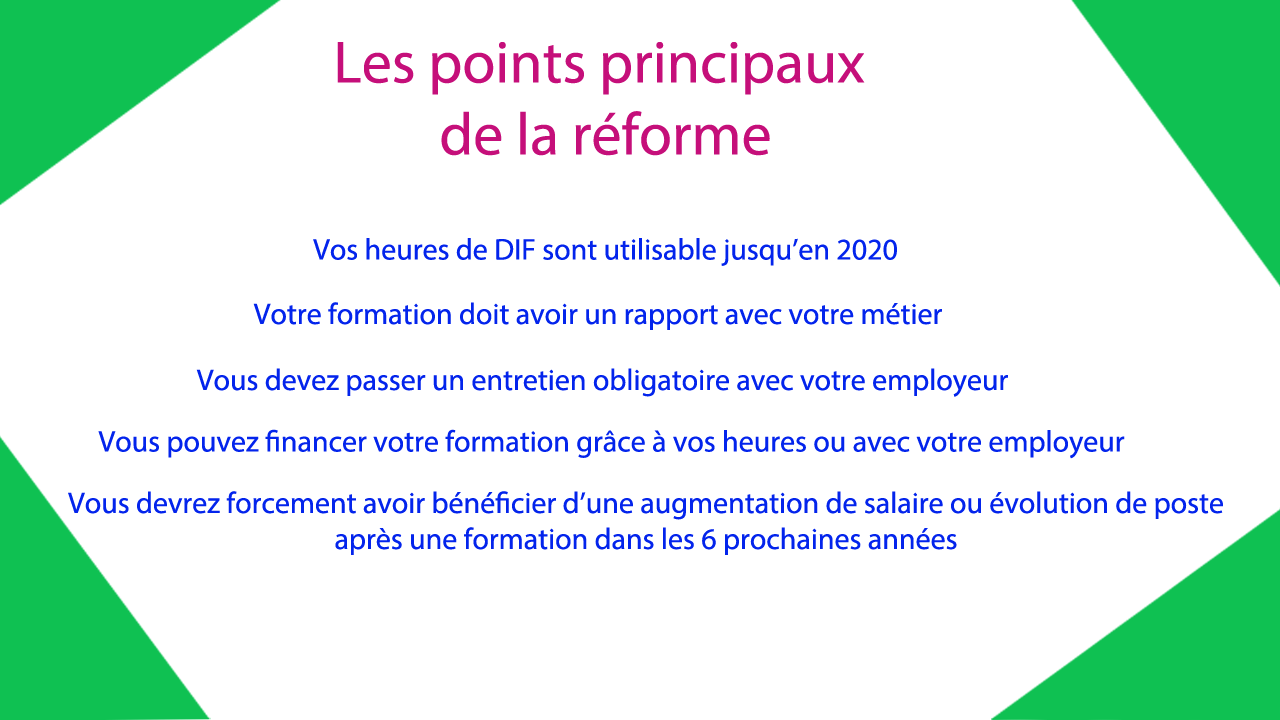 Les points principaux
de la réforme
Vos heures de DIF sont utilisable jusqu’en 2020
Votre formation doit avoir un rapport avec votre métier
Vous devez passer un entretien obligatoire avec votre employeur
Vous pouvez financer votre formation grâce à vos heures ou avec votre employeur
Vous devrez forcement avoir bénéficier d’une augmentation de salaire ou évolution de poste
après une formation dans les 6 prochaines années